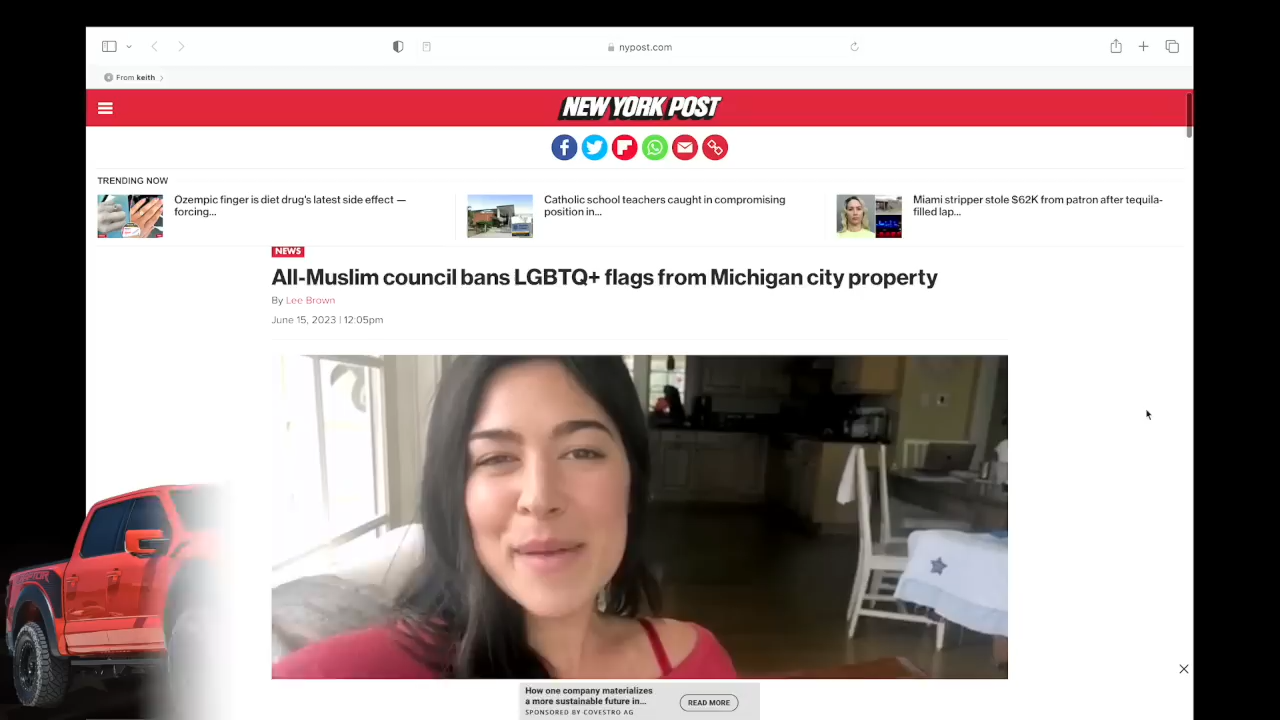 nypost.com
From keith
NEW YORK POST
TRENDING NOW
Ozempic finger is diet drug's latest side effect —
forcing...
Catholic school teachers caught in compromising
position in...
Miami stripper stole $62K from patron after tequila-
filled lap...
NEWS
All-Muslim council bans LGBTQ+ flags from Michigan city property
By Lee Brown
June 15, 2023 | 12:05pm
RAPTOR
How one company materializes
a more sustainable future in...
SPONSORED BY COVESTRO AG
READ MORE